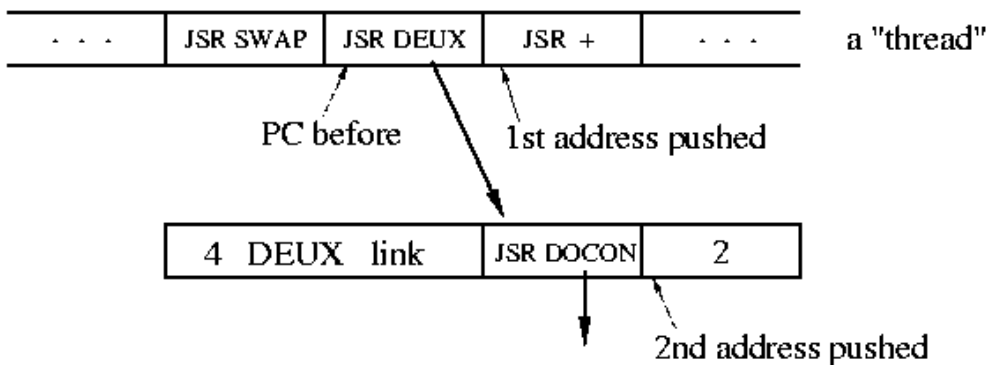 . . . JSR SWAP JSR DEUX JSR + . . . a "thread"
PC before 1st address pushed
4 DEUX link JSR DOCON 2
2nd address pushed